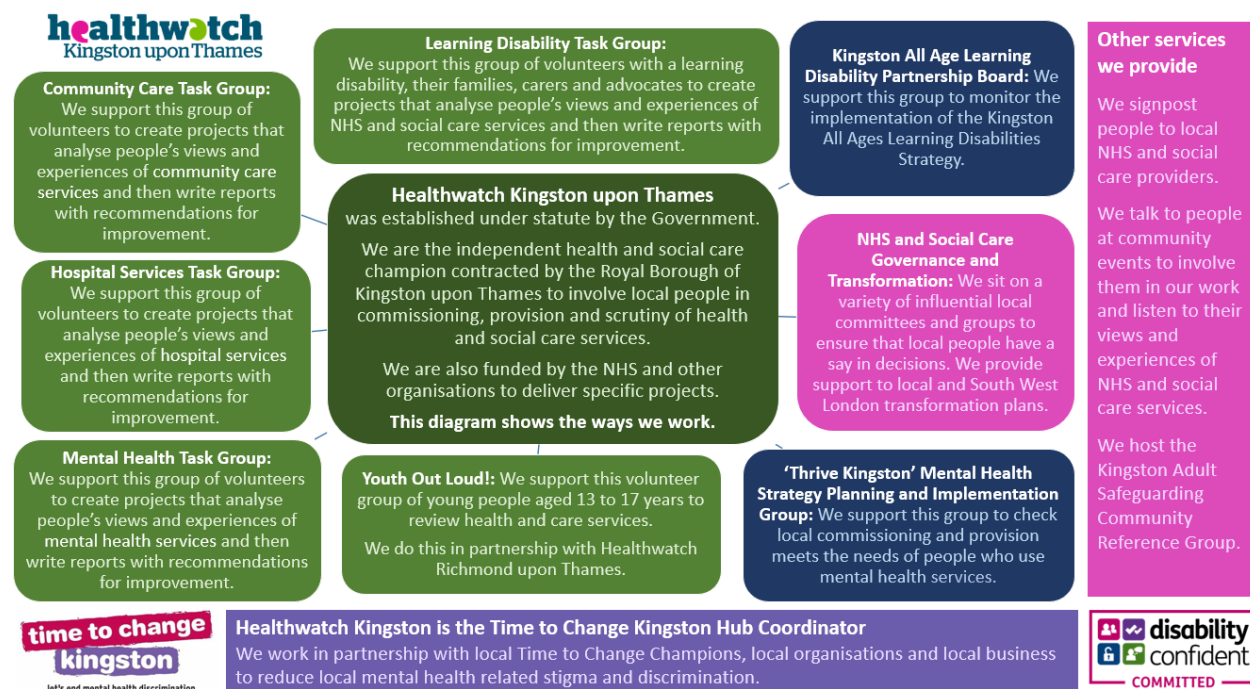 healthwatch
Kingston upon Thames
Community Care Task Group:
We support this group of
volunteers to create projects that
analyse people’s views and
experiences of community care
services and then write reports
with recommendations for
improvement.
Hospital Services Task Group:
We support this group of
volunteers to create projects that
analyse people’s views and
experiences of hospital services
and then write reports with
recommendations for
improvement.
Mental Health Task Group:
We support this group of volunteers
to create projects that analyse
people’s views and experiences of
mental health services and then
write reports with recommendations
for improvement.
Learning Disability Task Group:
We support this group of volunteers with a learning
disability, their families, carers and advocates to create
projects that analyse people’s views and experiences of
NHS and social care services and then write reports with
recommendations for improvement.
Healthwatch Kingston upon Thames
was established under statute by the Government.
We are the independent health and social care
champion contracted by the Royal Borough of
Kingston upon Thames to involve local people in
commissioning, provision and scrutiny of health
and social care services.
We are also funded by the NHS and other
organisations to deliver specific projects.
This diagram shows the ways we work.
Youth Out Loud!: We support this volunteer
group of young people aged 13 to 17 years to
review health and care services.
We do this in partnership with Healthwatch
Richmond upon Thames.
Kingston All Age Learning
Disability Partnership Board: We
support this group to monitor the
implementation of the Kingston
All Ages Learning Disabilities
Strategy.
NHS and Social Care
Governance and
Transformation: We sit on a
variety of influential local
committees and groups to
ensure that local people have a
say in decisions. We provide
support to local and South West
London transformation plans.
‘Thrive Kingston’ Mental Health
Strategy Planning and Implementation
Group: We support this group to check
local commissioning and provision
meets the needs of people who use
mental health services.
Other services
we provide
We signpost
people to local
NHS and social
care providers.
We talk to people
at community
events to involve
them in our work
and listen to their
views and
experiences of
NHS and social
care services.
We host the
Kingston Adult
Safeguarding
Community
Reference Group.
time to change
kingston
let's end mental health discrimination
Healthwatch Kingston is the Time to Change Kingston Hub Coordinator
We work in partnership with local Time to Change Champions, local organisations and local business
to reduce local mental health related stigma and discrimination.
disability
confident
COMMITTED